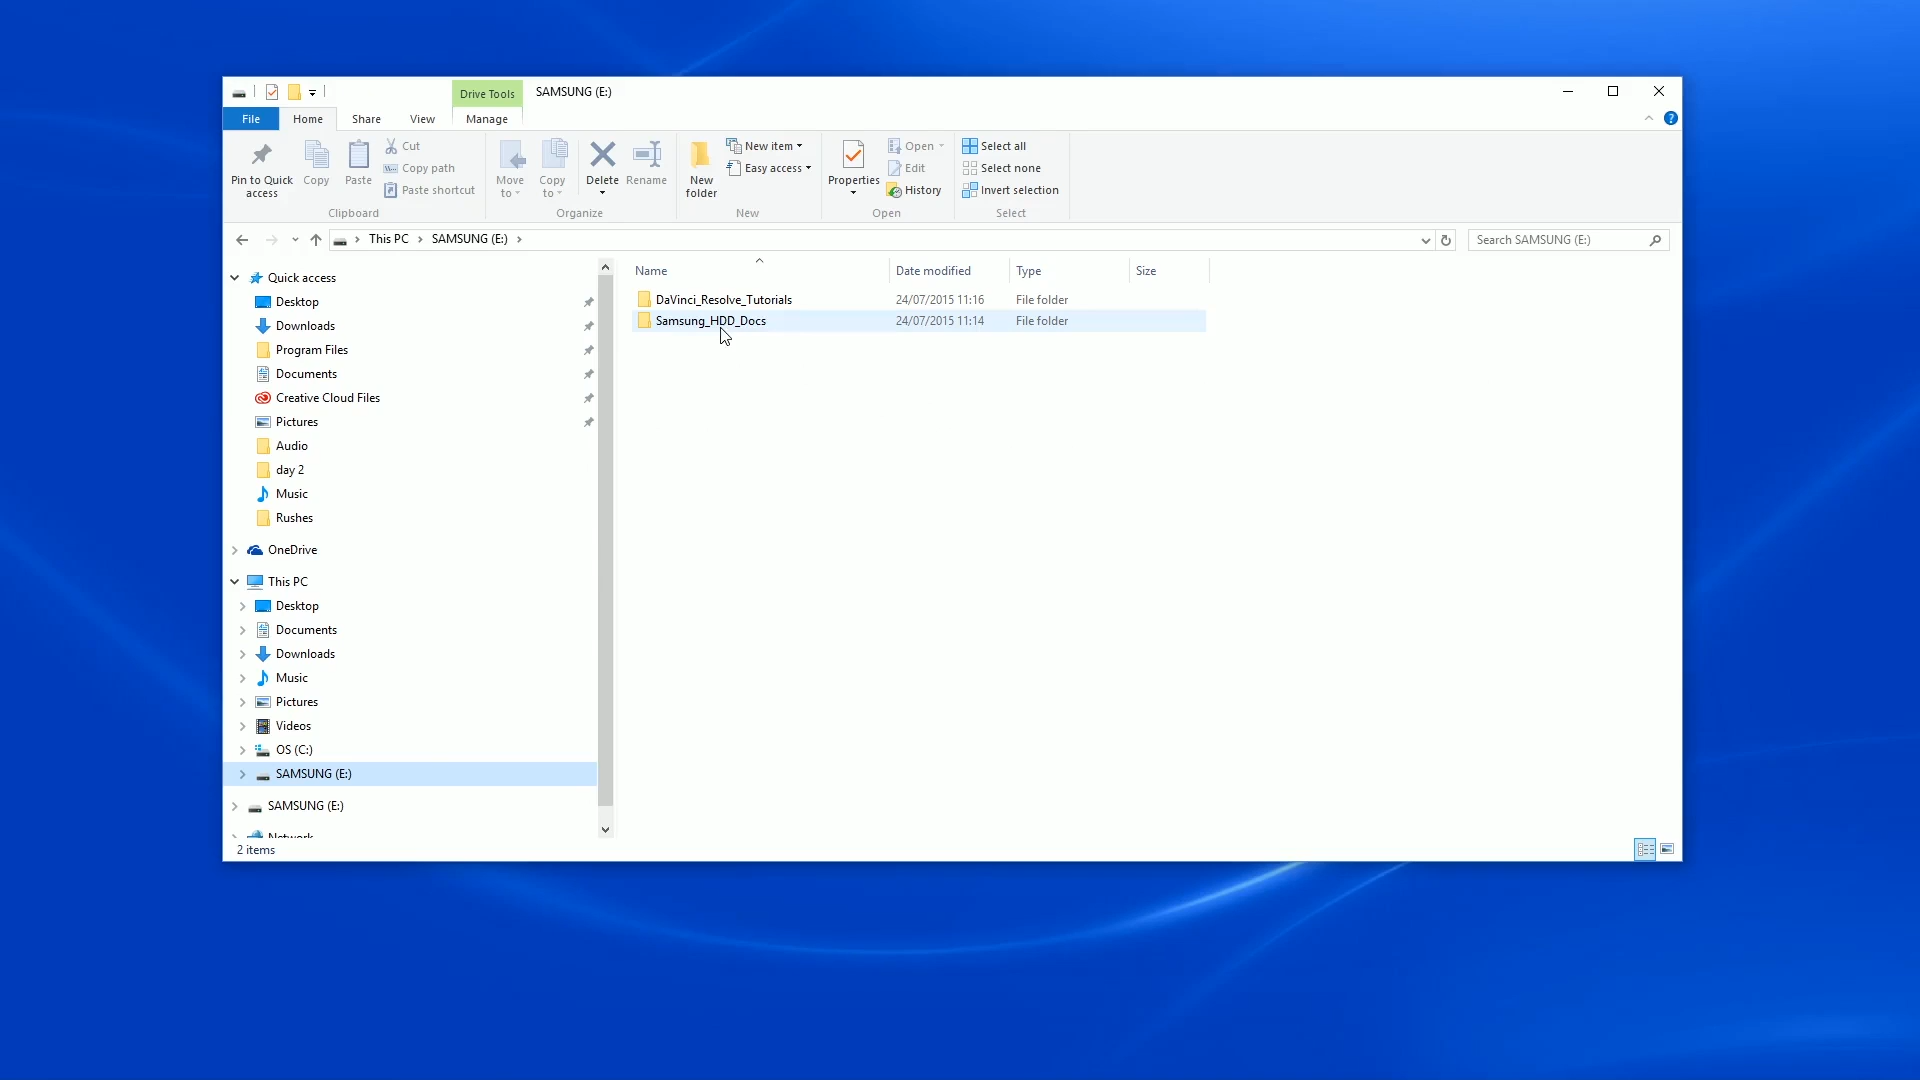 Drive Tools
SAMSUNG (E:)
File
Home
Share
View
Manage
Pin to Quick access
Copy
Paste
Cut
Copy path
Paste shortcut
Clipboard
Move to
Copy to
Delete
Rename
Organize
New folder
New item
Easy access
New
Properties
Open
Edit
History
Open
Select all
Select none
Invert selection
Select
This PC
SAMSUNG (E:)
Search SAMSUNG (E:)
Quick access
Desktop
Downloads
Program Files
Documents
Creative Cloud Files
Pictures
Audio
day 2
Music
Rushes
OneDrive
This PC
Desktop
Documents
Downloads
Music
Pictures
Videos
OS (C:)
SAMSUNG (E:)
SAMSUNG (E:)
Network
Name Date modified Type Size
DaVinci_Resolve_Tutorials 24/07/2015 11:16 File folder
Samsung_HDD_Docs 24/07/2015 11:14 File folder
2 items